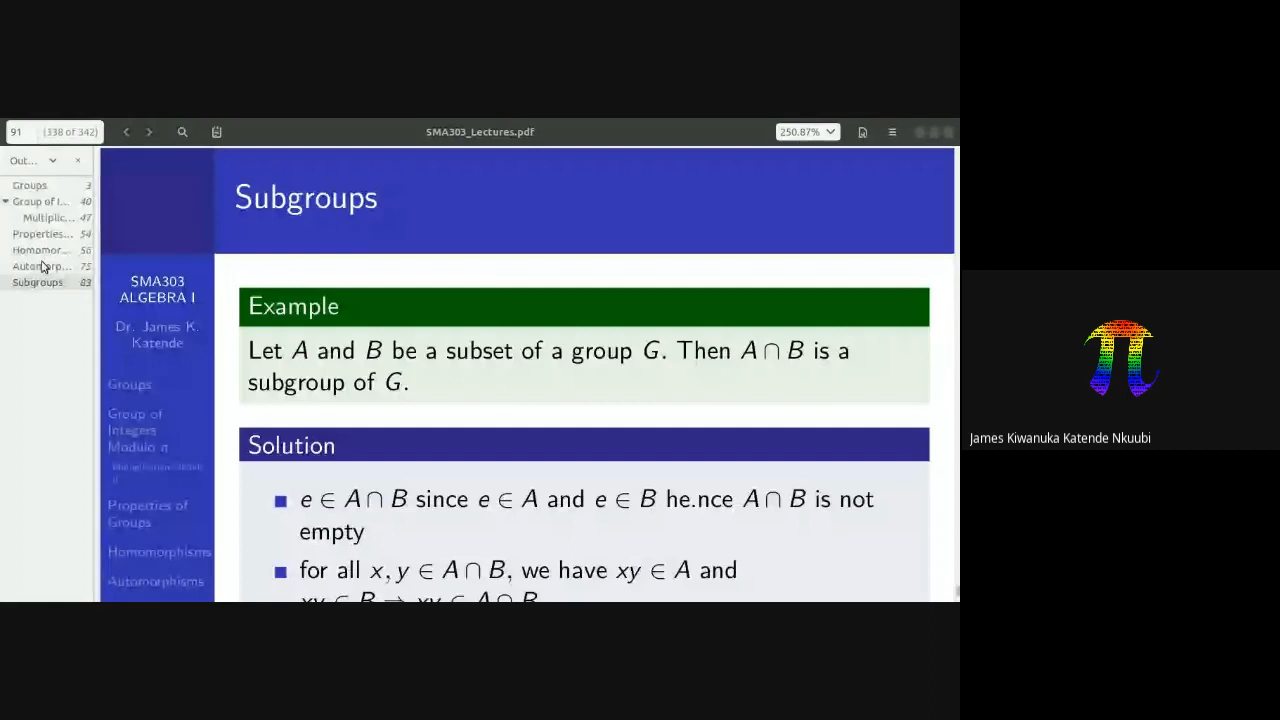 91 (338 of 342)
SMA303_Lectures.pdf
250.87%
Out...
Groups 3
Group of I... 40
Multiplic... 47
Properties... 54
Homomor... 56
Automorp... 75
Subgroups 83
Subgroups
SMA303
ALGEBRA I
Dr. James K.
Katende
Groups
Group of
Integers
Modulo n
Properties of
Groups
Homomorphisms
Automorphisms
Example
Let A and B be a subset of a group G. Then A ∩ B is a
subgroup of G.
Solution
e ∈ A ∩ B since e ∈ A and e ∈ B he.nce A ∩ B is not
empty
for all x, y ∈ A ∩ B, we have xy ∈ A and
xy ∈ B ⇒ xy ∈ A ∩ B
James Kiwanuka Katende Nkuubi